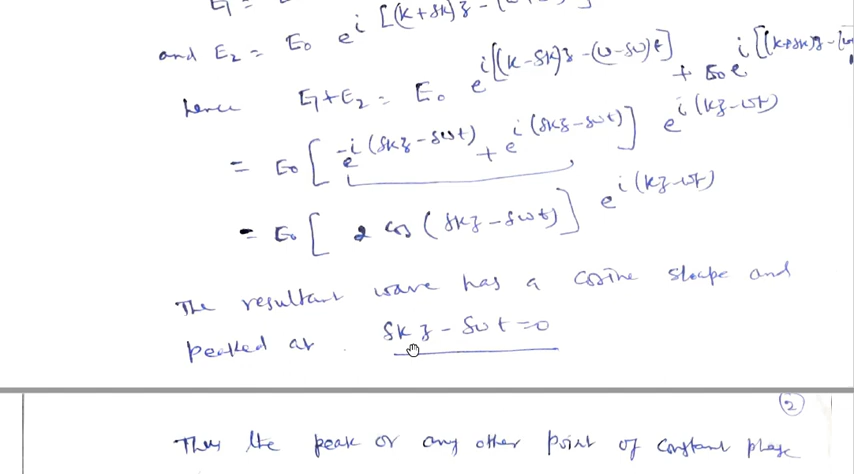 E₁ =
and E₂ = E₀ e^i[(k+δk)z -
hence E₁+E₂ = E₀ e^i[(k-δk)z-(ω-δω)t] + E₀ e^i[(k+δk)z-(ω
= E₀ [ e^-i(δkz-δωt) + e^i(δkz-δωt) ] e^i(kz-ωt)
= E₀ [ 2 cos (δkz-δωt) ] e^i(kz-ωt)
The resultant wave has a cosine shape and
peaked at δkz - δωt=0
2
Thus the peak or any other point of constant phase